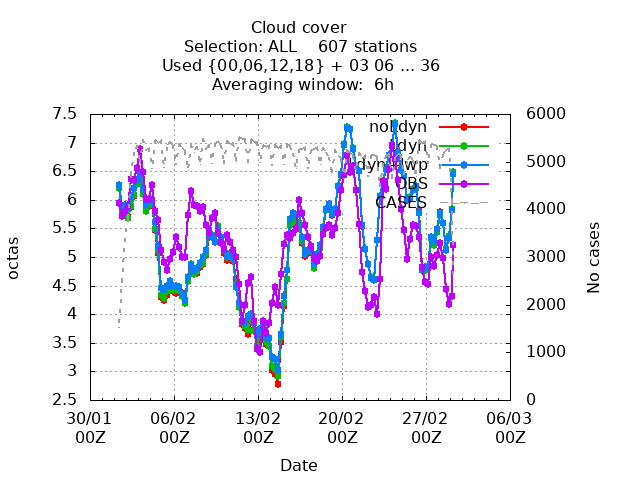 Cloud cover
Selection: ALL    607 stations
Used {00,06,12,18} + 03 06 ... 36
Averaging window:  6h
7.5
7
6.5
6
5.5
5
4.5
4
3.5
3
2.5
octas
6000
5000
4000
3000
2000
1000
0
No cases
nolldyn
dyn
OBS
CASES
30/01 06/02 13/02 20/02 27/02 06/03
00Z 00Z 00Z 00Z 00Z 00Z
Date